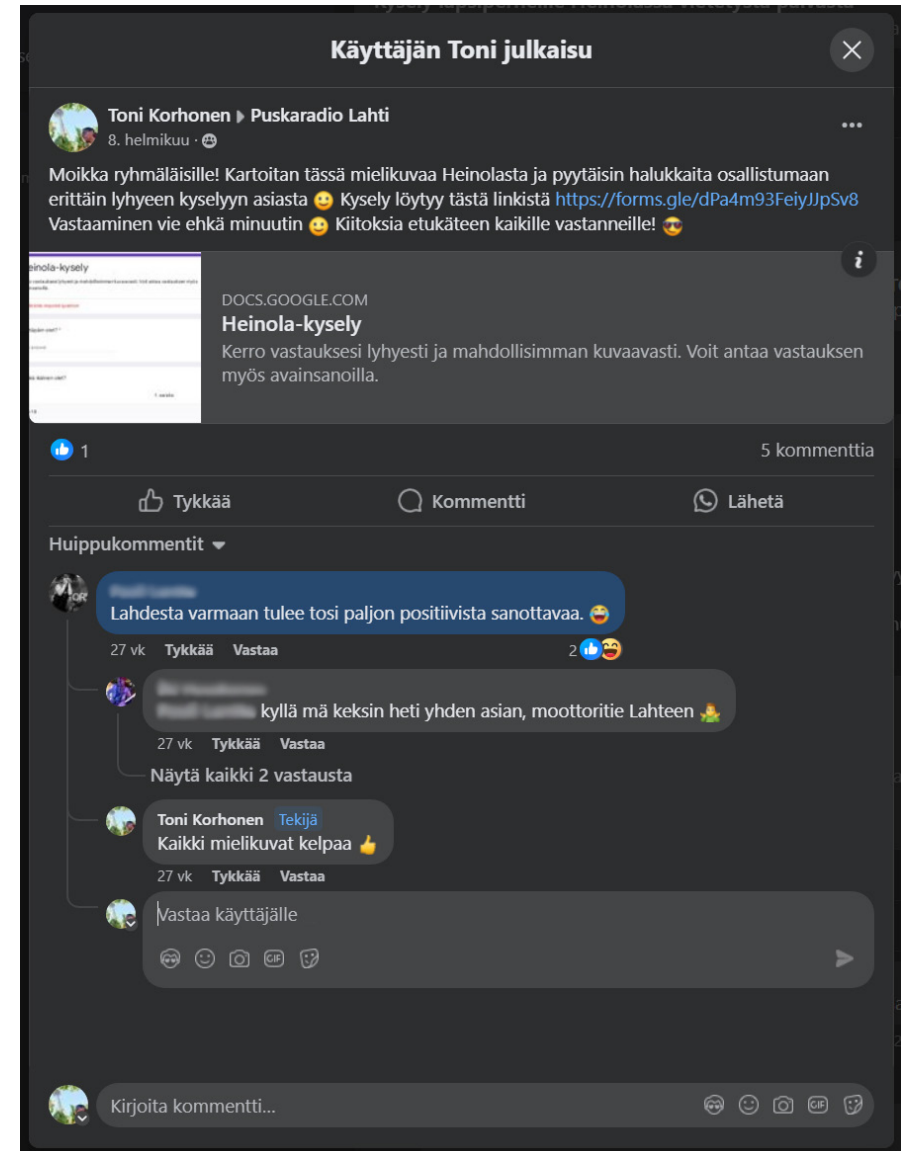 Käyttäjän Toni julkaisu
Toni Korhonen ▸ Puskaradio Lahti
8. helmikuu ·
Moikka ryhmäläisille! Kartoitan tässä mielikuvaa Heinolasta ja pyytäisin halukkaita osallistumaan
erittäin lyhyeen kyselyyn asiasta 🙂 Kysely löytyy tästä linkistä https://forms.gle/dPa4m93FeiyJJpSv8
Vastaaminen vie ehkä minuutin 🙂 Kiitoksia etukäteen kaikille vastanneille! 😎
einola-kysely
DOCS.GOOGLE.COM
Heinola-kysely
Kerro vastauksesi lyhyesti ja mahdollisimman kuvaavasti. Voit antaa vastauksen
myös avainsanoilla.
1
5 kommenttia
Tykkää
Kommentti
Lähetä
Huippukommentit
Lahdesta varmaan tulee tosi paljon positiivista sanottavaa. 😂
27 vk Tykkää Vastaa 2
kyllä mä keksin heti yhden asian, moottoritie Lahteen 🤷
27 vk Tykkää Vastaa
Näytä kaikki 2 vastausta
Toni Korhonen Tekijä
Kaikki mielikuvat kelpaa 👍
27 vk Tykkää Vastaa
Vastaa käyttäjälle
GIF
Kirjoita kommentti...
GIF